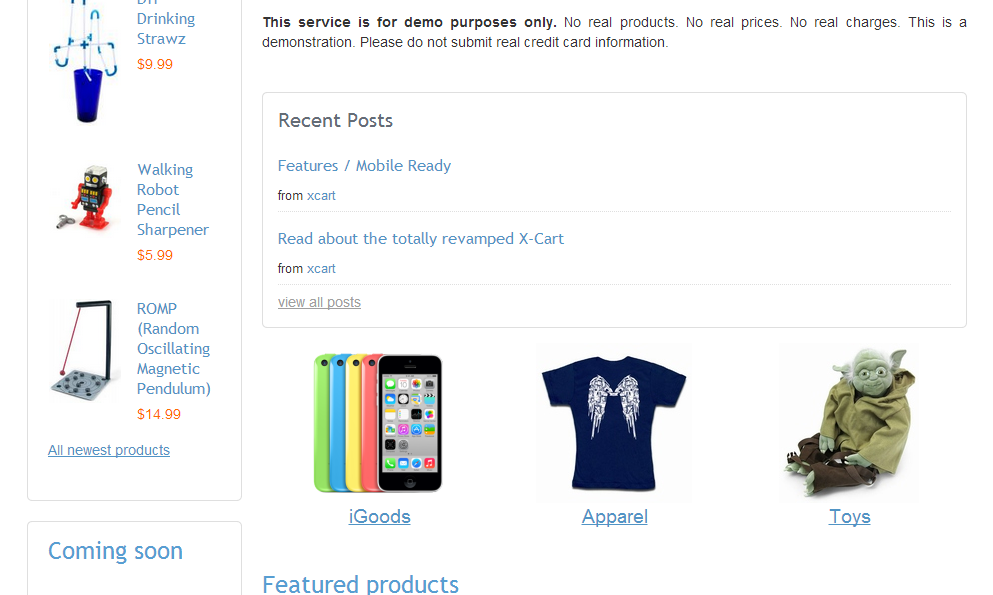 DIY
Drinking
Strawz
$9.99
Walking
Robot
Pencil
Sharpener
$5.99
ROMP
(Random
Oscillating
Magnetic
Pendulum)
$14.99
All newest products
Coming soon
This service is for demo purposes only. No real products. No real prices. No real charges. This is a
demonstration. Please do not submit real credit card information.
Recent Posts
Features / Mobile Ready
from xcart
Read about the totally revamped X-Cart
from xcart
view all posts
iGoods
Apparel
Toys
Featured products